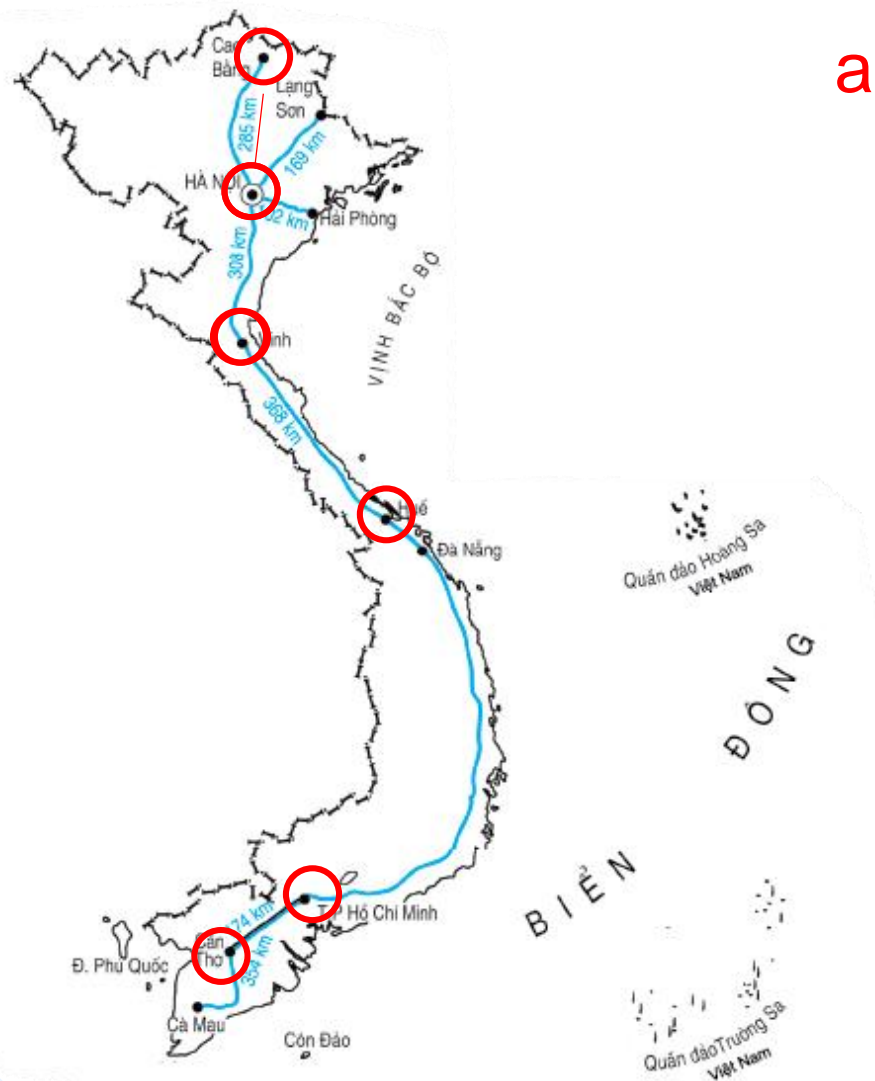 a
Cao
Bằng
Lạng
Sơn
285 km
169 km
HÀ NỘI
102 km
Hải Phòng
308 km
VỊNH BẮC BỘ
Vinh
368 km
Huế
Đà Nẵng
Quần đảo Hoàng Sa
Việt Nam
BIỂN ĐÔNG
T.P Hồ Chí Minh
174 km
Cần
Thơ
354 km
Đ. Phú Quốc
Cà Mau
Côn Đảo
Quần đảo Trường Sa
Việt Nam